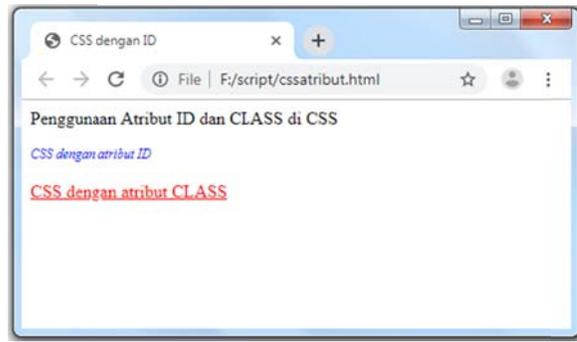 CSS dengan ID
File | F:/script/cssatribut.html
Penggunaan Atribut ID dan CLASS di CSS
CSS dengan atribut ID
CSS dengan atribut CLASS